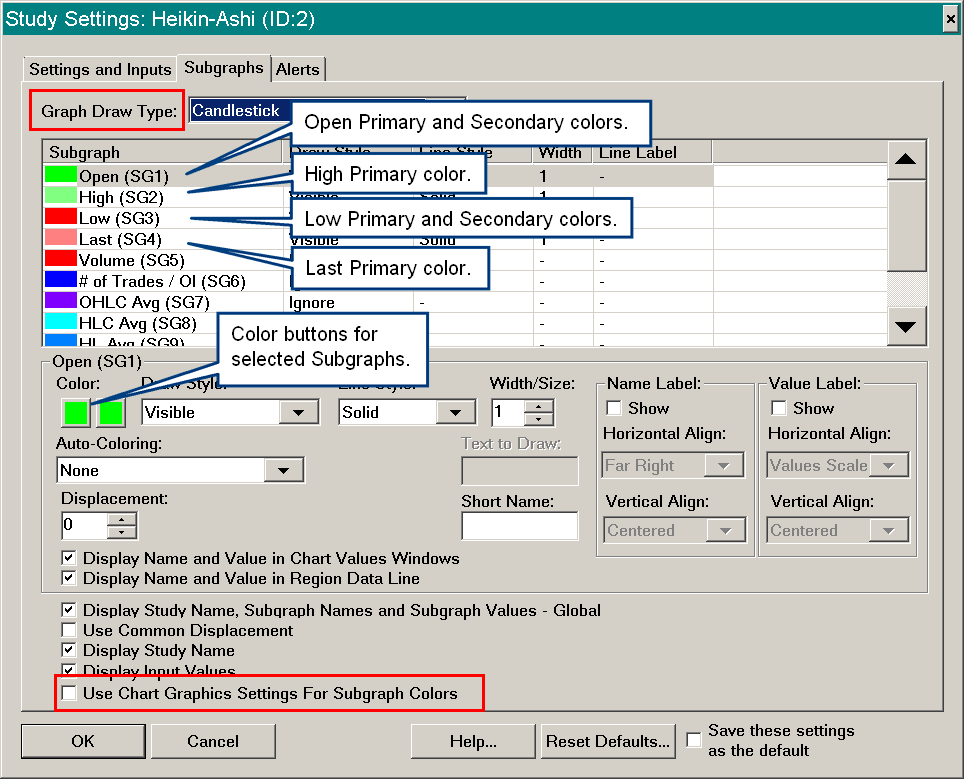 Study Settings: Heikin-Ashi (ID:2)
Settings and Inputs Subgraphs Alerts
Graph Draw Type: Candlestick
Open Primary and Secondary colors.
Subgraph Draw Style Line Style Width Line Label
Open (SG1) 1 -
High Primary color.
High (SG2) Visible Solid 1 -
Low (SG3)
Low Primary and Secondary colors.
Last (SG4) Visible Solid 1 -
Volume (SG5) - -
Last Primary color.
# of Trades / OI (SG6) - -
OHLC Avg (SG7) Ignore - - -
HLC Avg (SG8) - -
HL Avg (SG9) - -
Color buttons for
selected Subgraphs.
Open (SG1)
Color: Draw Style: Line Style: Width/Size: Name Label: Value Label:
Visible Solid 1 Show Show
Horizontal Align: Horizontal Align:
Auto-Coloring: Text to Draw:
None Far Right Values Scale
Displacement: Short Name: Vertical Align: Vertical Align:
0 Centered Centered
Display Name and Value in Chart Values Windows
Display Name and Value in Region Data Line
Display Study Name, Subgraph Names and Subgraph Values - Global
Use Common Displacement
Display Study Name
Display Input Values
Use Chart Graphics Settings For Subgraph Colors
OK Cancel Help... Reset Defaults... Save these settings
as the default